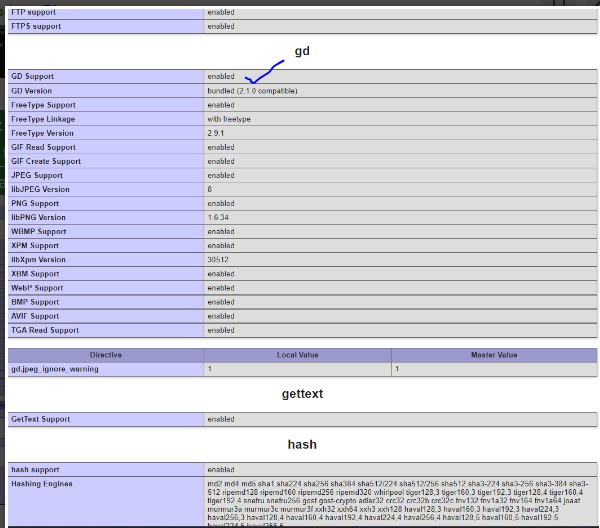 FTP support enabled
FTPS support enabled
gd
GD Support enabled
GD Version bundled (2.1.0 compatible)
FreeType Support enabled
FreeType Linkage with freetype
FreeType Version 2.9.1
GIF Read Support enabled
GIF Create Support enabled
JPEG Support enabled
libJPEG Version 8
PNG Support enabled
libPNG Version 1.6.34
WBMP Support enabled
XPM Support enabled
libXpm Version 30512
XBM Support enabled
WebP Support enabled
BMP Support enabled
AVIF Support enabled
TGA Read Support enabled
Directive Local Value Master Value
gd.jpeg_ignore_warning 1 1
gettext
GetText Support enabled
hash
hash support enabled
Hashing Engines md2 md4 md5 sha1 sha224 sha256 sha384 sha512/224 sha512/256 sha512 sha3-224 sha3-256 sha3-384 sha3-
512 ripemd128 ripemd160 ripemd256 ripemd320 whirlpool tiger128,3 tiger160,3 tiger192,3 tiger128,4 tiger160,4
tiger192,4 snefru snefru256 gost gost-crypto adler32 crc32 crc32b crc32c fnv132 fnv1a32 fnv164 fnv1a64 joaat
murmur3a murmur3c murmur3f xxh32 xxh64 xxh3 xxh128 haval128,3 haval160,3 haval192,3 haval224,3
haval256,3 haval128,4 haval160,4 haval192,4 haval224,4 haval256,4 haval128,5 haval160,5 haval192,5